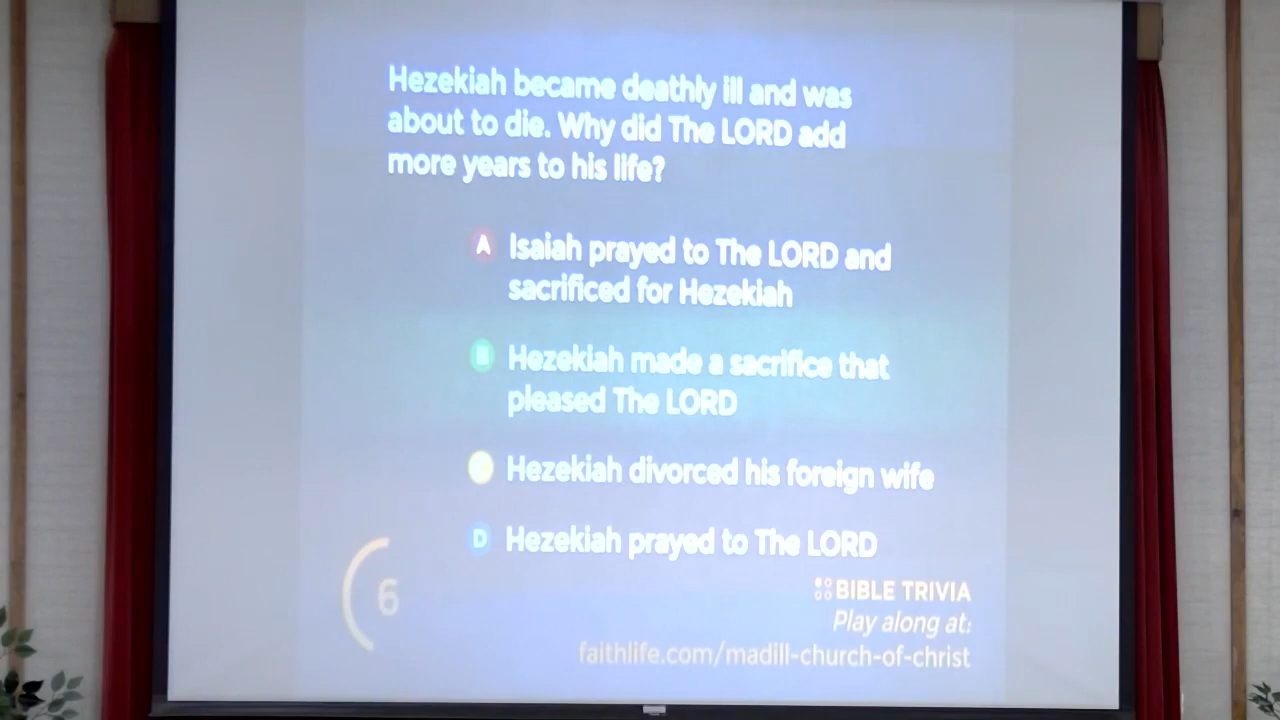 Hezekiah became deathly ill and was
about to die. Why did The LORD add
more years to his life?
A Isaiah prayed to The LORD and
sacrificed for Hezekiah
B Hezekiah made a sacrifice that
pleased The LORD
Hezekiah divorced his foreign wife
D Hezekiah prayed to The LORD
6
BIBLE TRIVIA
Play along at:
faithlife.com/madill-church-of-christ